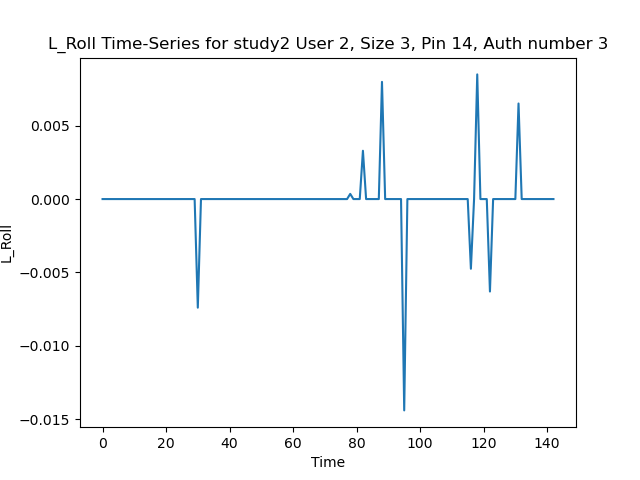 L_Roll Time-Series for study2 User 2, Size 3, Pin 14, Auth number 3
0.005
0.000
−0.005
−0.010
−0.015
L_Roll
0 20 40 60 80 100 120 140
Time